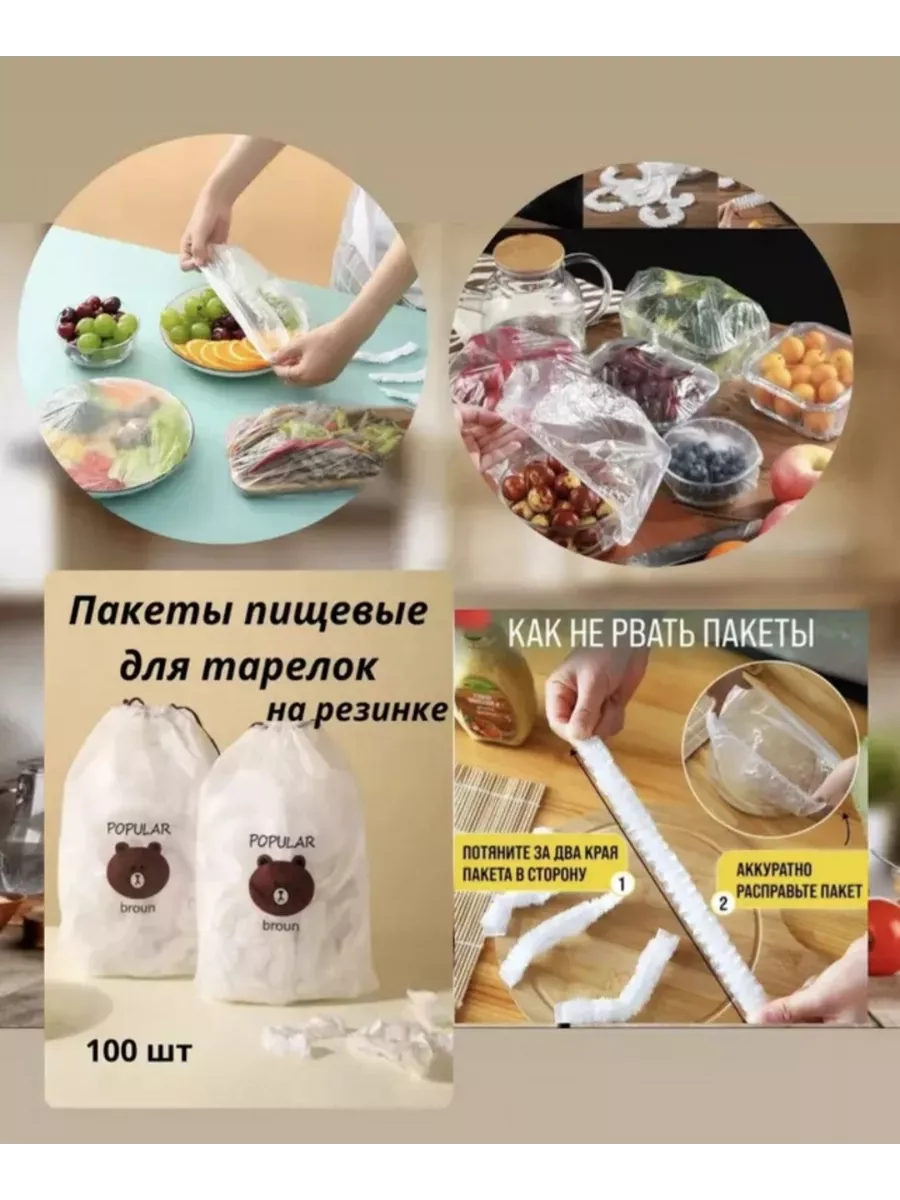 Пакеты пищевые
для тарелок
на резинке
POPULAR
broun
POPULAR
broun
100 шт
КАК НЕ РВАТЬ ПАКЕТЫ
ПОТЯНИТЕ ЗА ДВА КРАЯ
ПАКЕТА В СТОРОНУ
1
АККУРАТНО
РАСПРАВЬТЕ ПАКЕТ
2